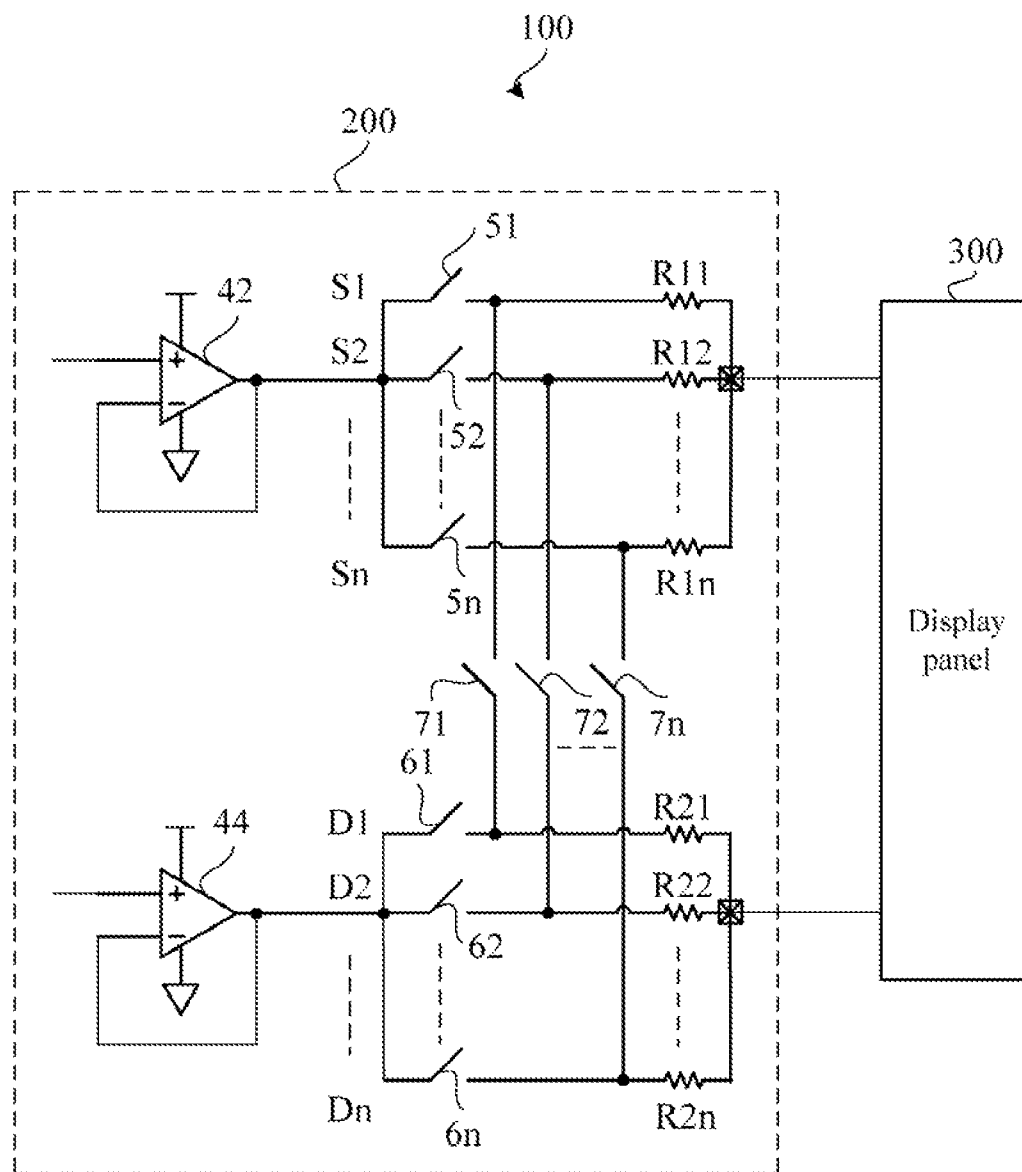 100
200
51
300
S1
R11
42
S2
R12
+
−
52
Sn
5n
R1n
Display
panel
71
72
7n
61
44
D1
R21
D2
R22
+
−
62
Dn
6n
R2n